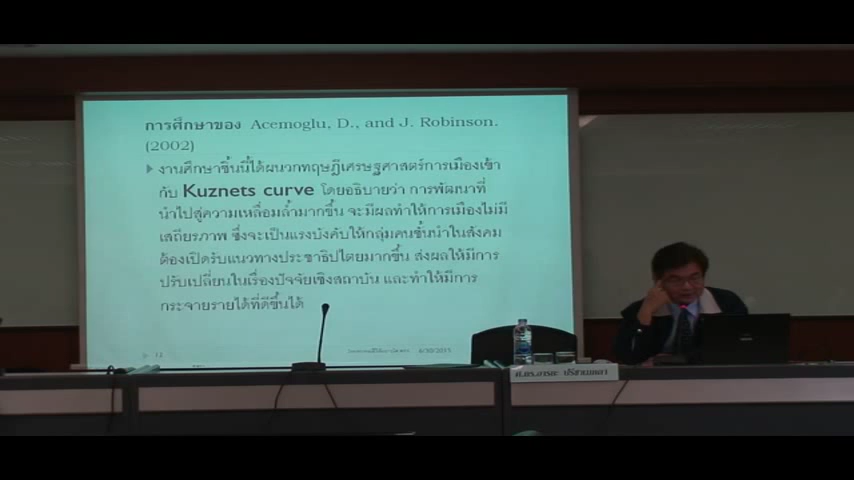 การศึกษาของ Acemoglu, D., and J. Robinson.
(2002)
งานศึกษาชิ้นนี้ได้ผนวกทฤษฎีเศรษฐศาสตร์การเมืองเข้า
กับ Kuznets curve โดยอธิบายว่า การพัฒนาที่
นำไปสู่ความเหลื่อมล้ำมากขึ้น จะมีผลทำให้การเมืองไม่มี
เสถียรภาพ ซึ่งจะเป็นแรงบังคับให้กลุ่มคนชั้นนำในสังคม
ต้องเปิดรับแนวทางประชาธิปไตยมากขึ้น ส่งผลให้มีการ
ปรับเปลี่ยนในเรื่องปัจจัยเชิงสถาบัน และทำให้มีการ
กระจายรายได้ที่ดีขึ้นได้
12
6/30/2015